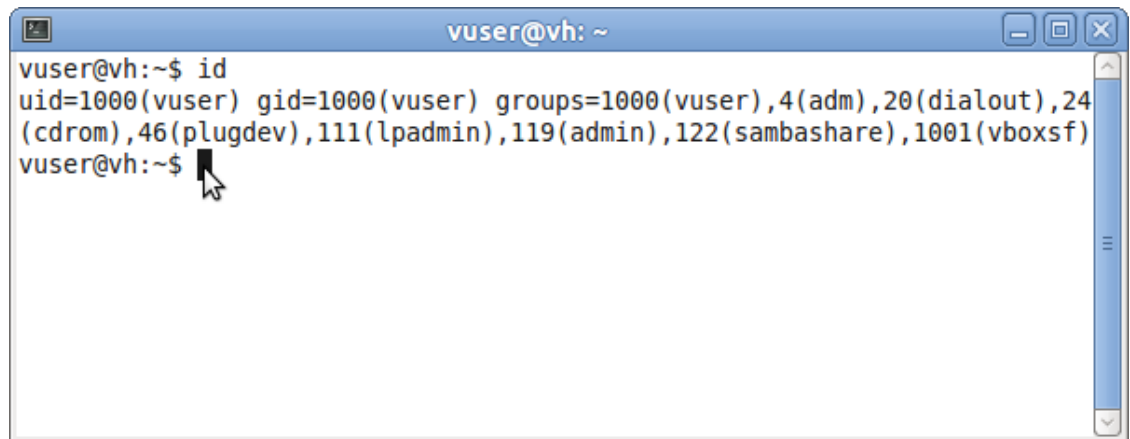 vuser@vh: ~
vuser@vh:~$ id
uid=1000(vuser) gid=1000(vuser) groups=1000(vuser),4(adm),20(dialout),24
(cdrom),46(plugdev),111(lpadmin),119(admin),122(sambashare),1001(vboxsf)
vuser@vh:~$